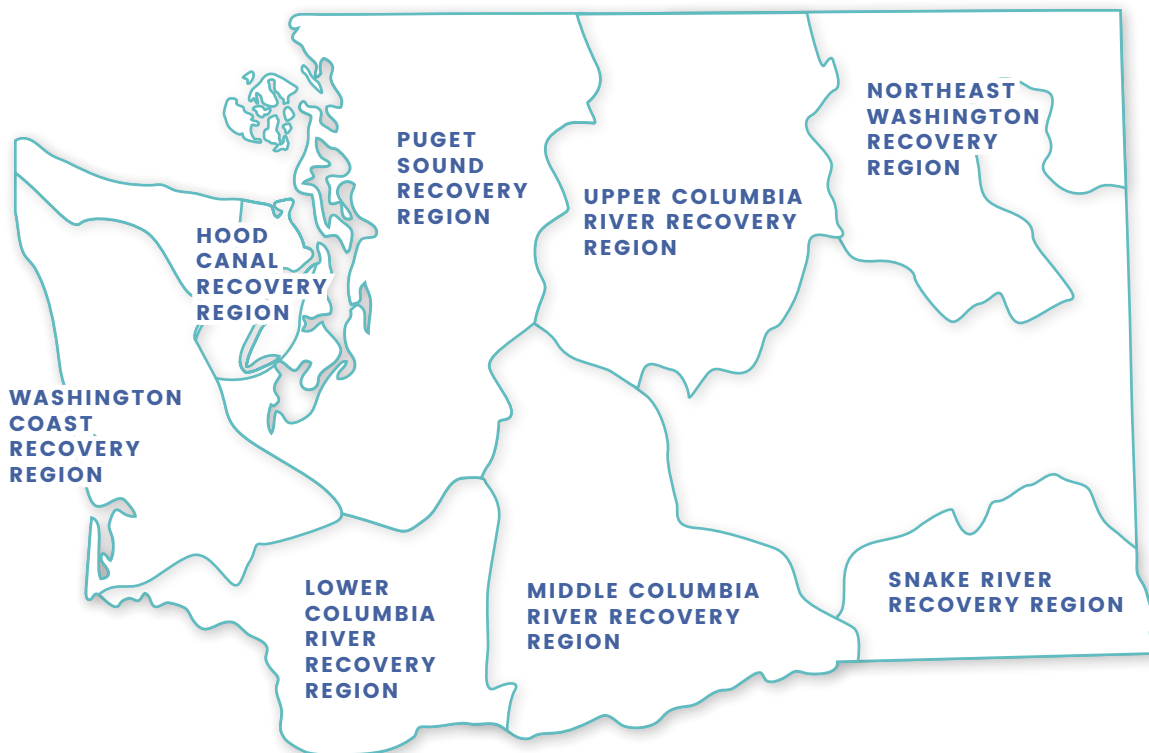 NORTHEAST
WASHINGTON
RECOVERY
REGION
PUGET
SOUND
RECOVERY
REGION
UPPER COLUMBIA
RIVER RECOVERY
REGION
HOOD
CANAL
RECOVERY
REGION
WASHINGTON
COAST
RECOVERY
REGION
LOWER
COLUMBIA
RIVER
RECOVERY
REGION
MIDDLE COLUMBIA
RIVER RECOVERY
REGION
SNAKE RIVER
RECOVERY REGION